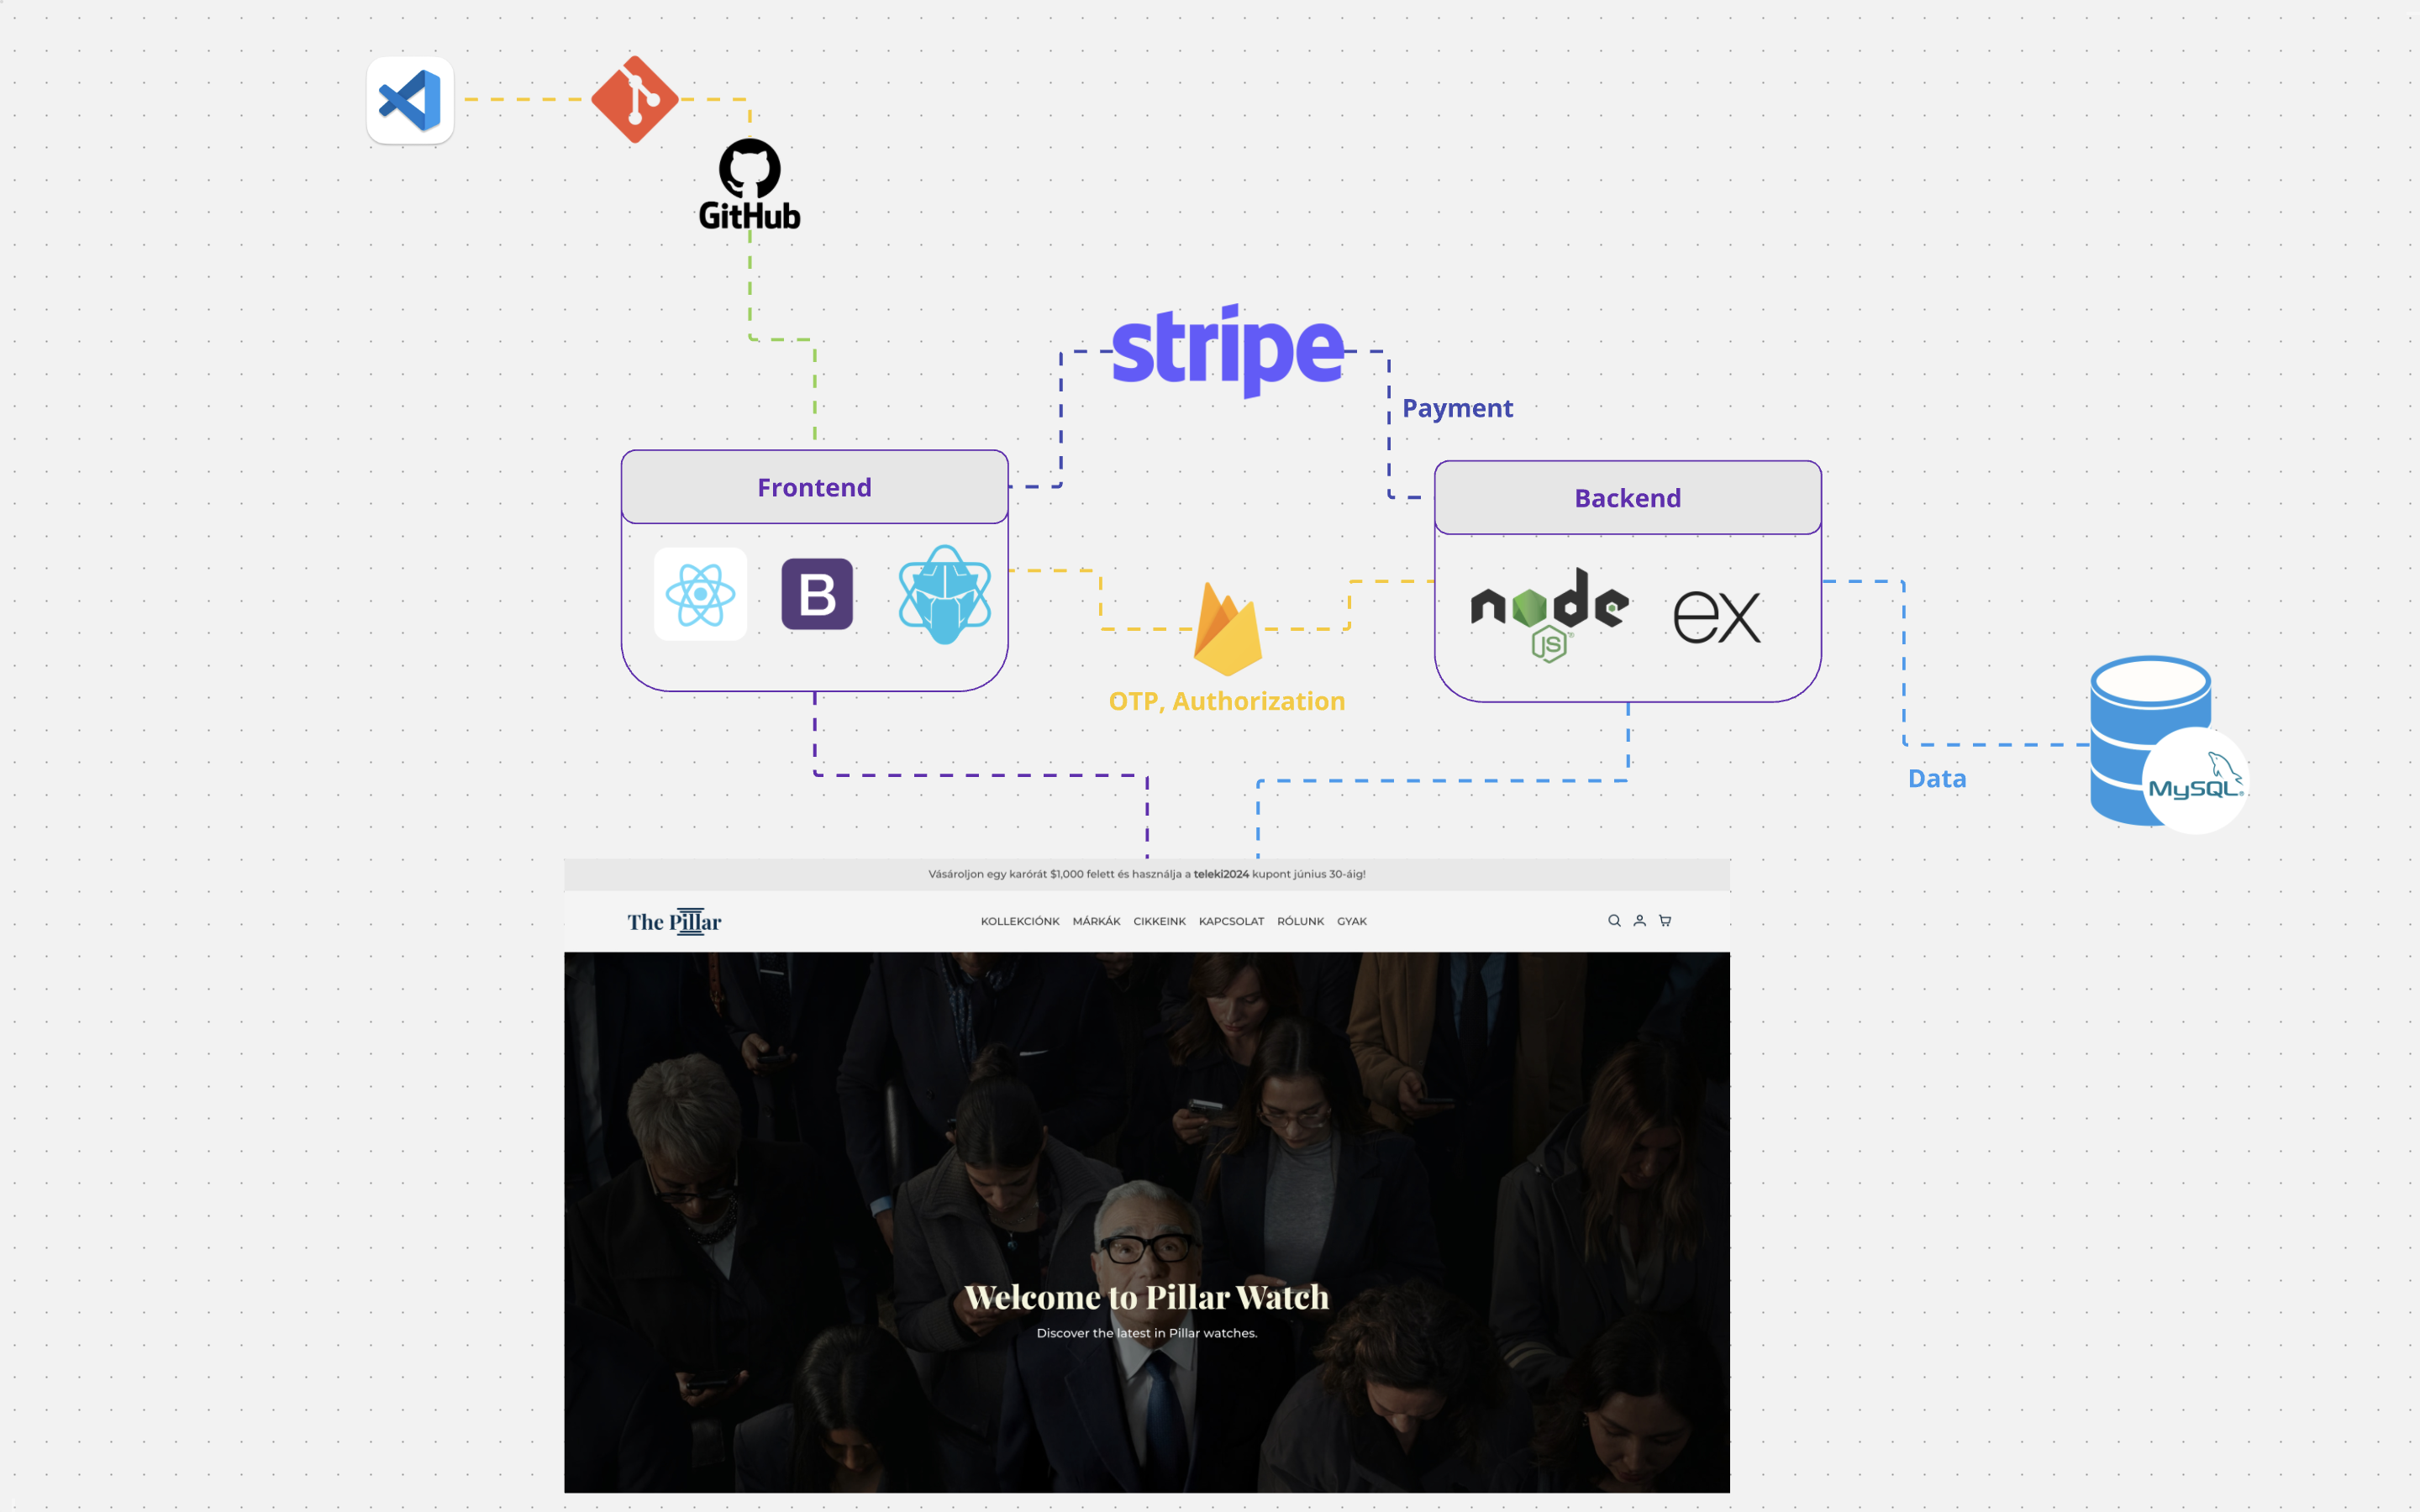 GitHub
stripe
Payment
Frontend
Backend
B
node
JS
ex
OTP, Authorization
Data
MySQL
Vásároljon egy karórát $1,000 felett és használja a teleki2024 kupont június 30-áig!
The Pillar
KOLLEKCIÓNK MÁRKÁK CIKKEINK KAPCSOLAT RÓLUNK GYAK
Welcome to Pillar Watch
Discover the latest in Pillar watches.